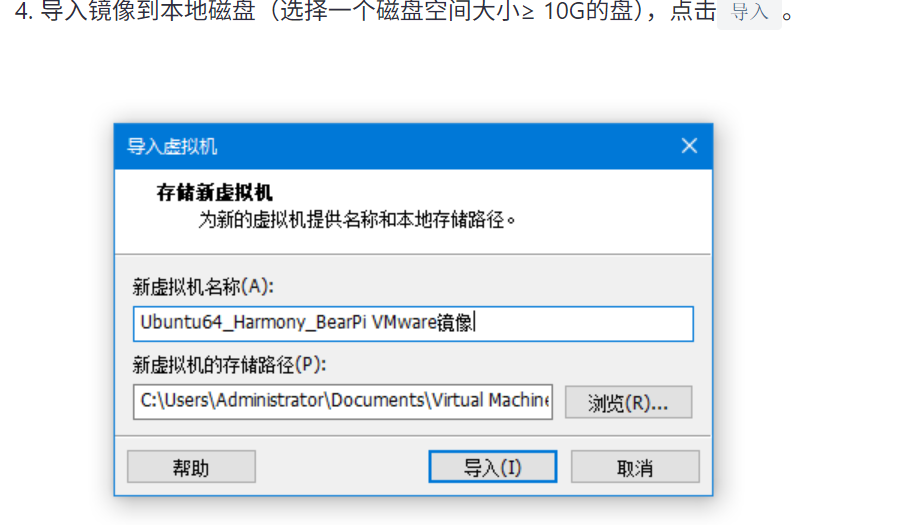 4. 导入镜像到本地磁盘（选择一个磁盘空间大小≥ 10G的盘），点击 导入 。
导入虚拟机
存储新虚拟机
为新的虚拟机提供名称和本地存储路径。
新虚拟机名称(A):
Ubuntu64_Harmony_BearPi VMware镜像
新虚拟机的存储路径(P):
C:\Users\Administrator\Documents\Virtual Machine
浏览(R)...
帮助
导入(I)
取消